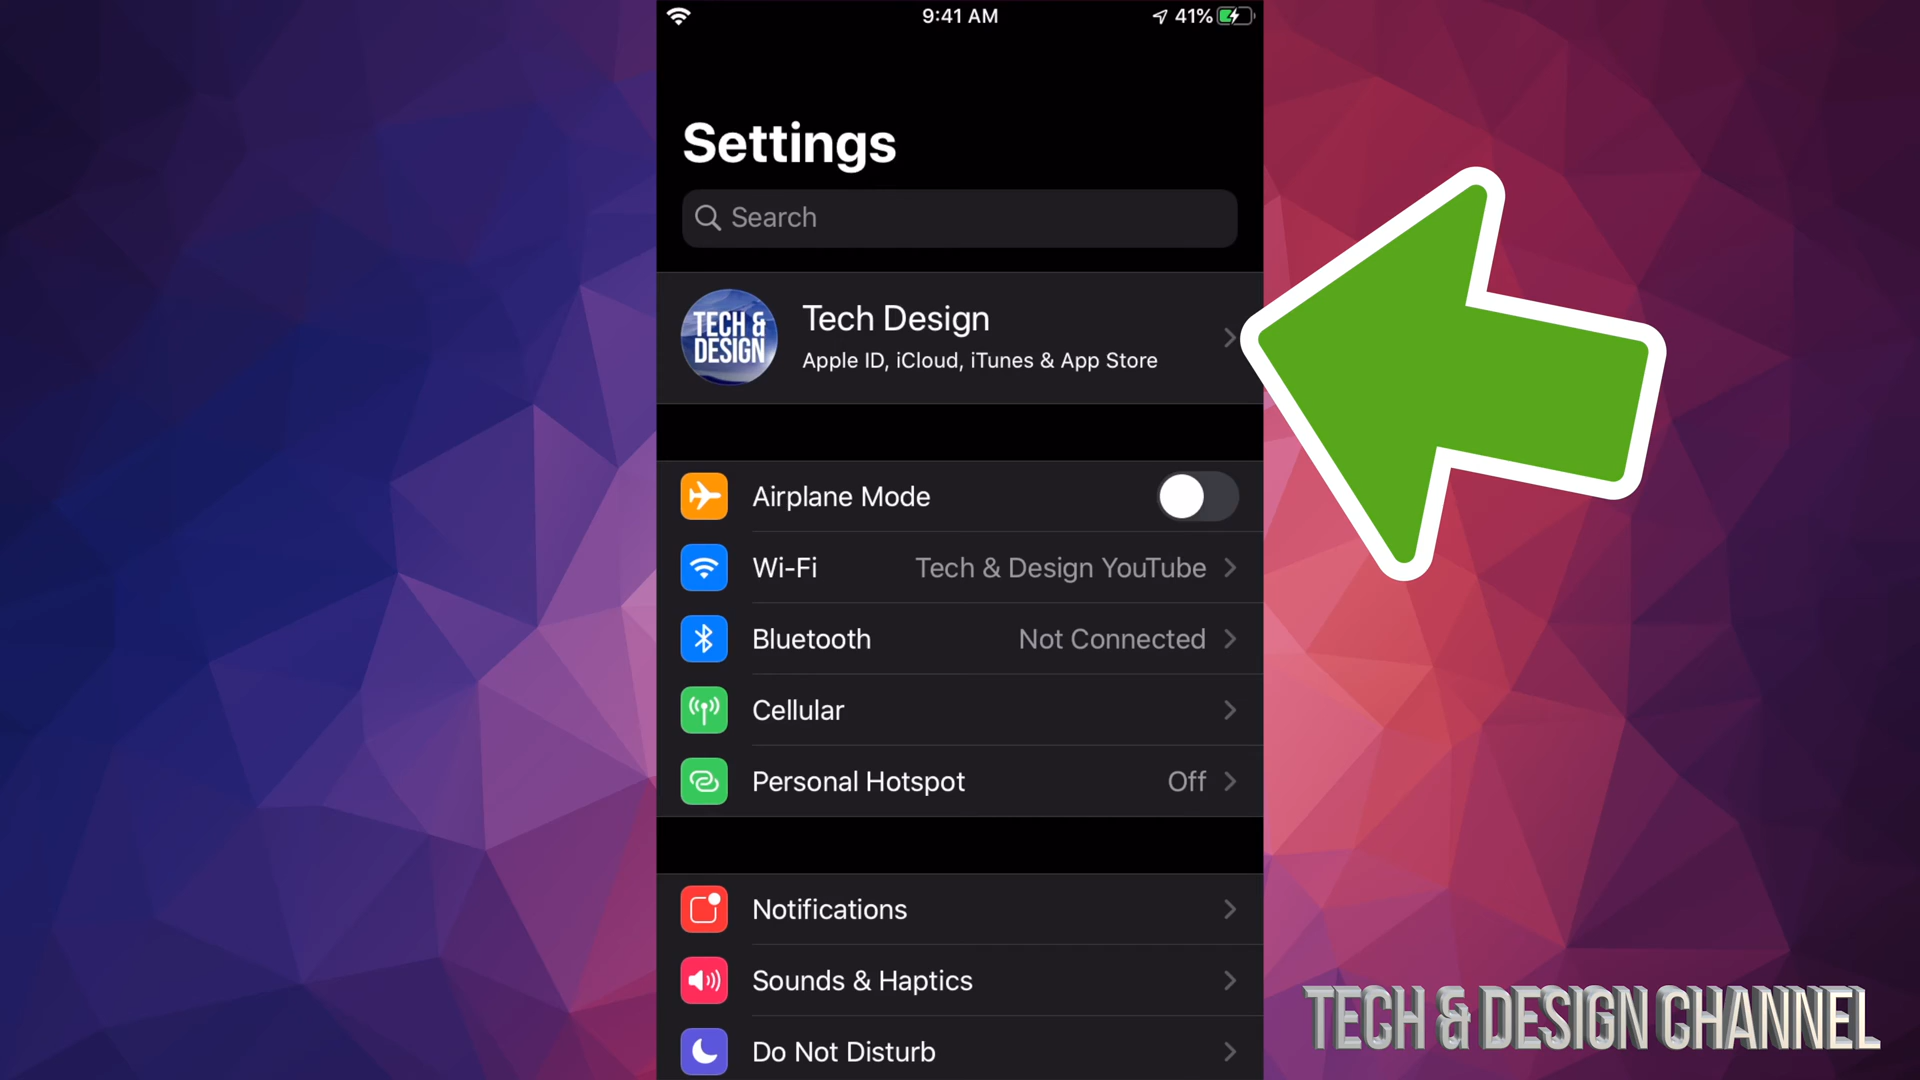 9:41 AM
41%
Settings
Search
TECH &
DESIGN
Tech Design
Apple ID, iCloud, iTunes & App Store
Airplane Mode
Wi-Fi Tech & Design YouTube
Bluetooth Not Connected
Cellular
Personal Hotspot Off
Notifications
Sounds & Haptics
Do Not Disturb
TECH & DESIGN CHANNEL